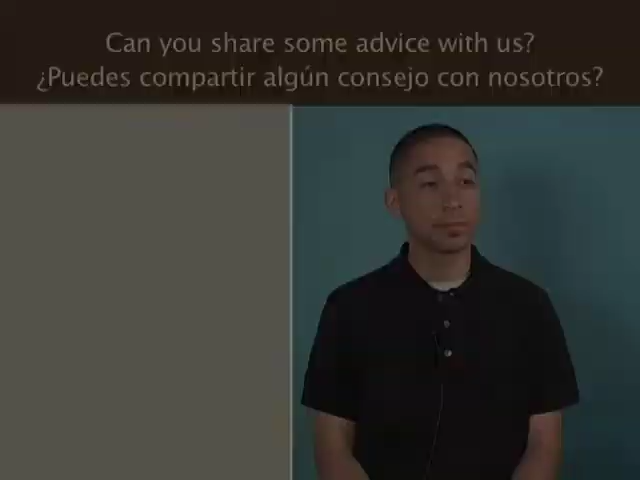 Can you share some advice with us?
¿Puedes compartir algún consejo con nosotros?